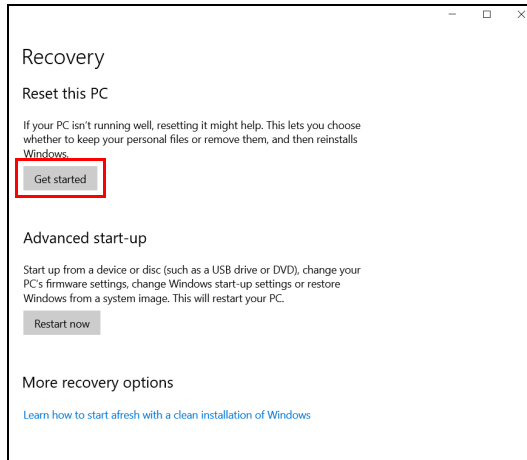 Recovery
Reset this PC
If your PC isn't running well, resetting it might help. This lets you choose
whether to keep your personal files or remove them, and then reinstalls
Windows.
Get started
Advanced start-up
Start up from a device or disc (such as a USB drive or DVD), change your
PC's firmware settings, change Windows start-up settings or restore
Windows from a system image. This will restart your PC.
Restart now
More recovery options
Learn how to start afresh with a clean installation of Windows